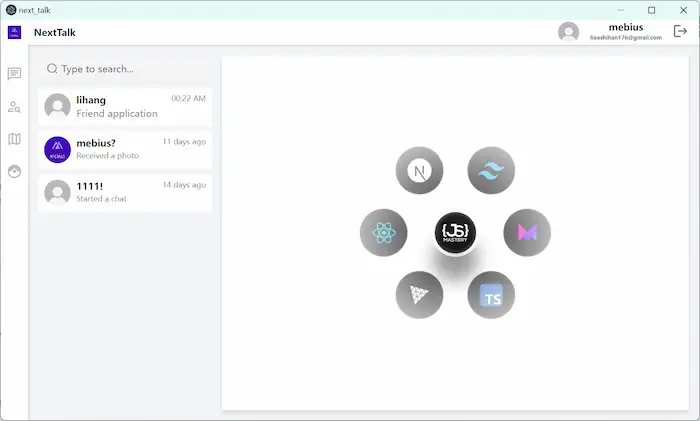 next_talk
NextTalk
mebius
liaoshihan176@gmail.com
Type to search...
lihang
00:22 AM
Friend application
mebius?
11 days ago
Received a photo
1111!
14 days ago
Started a chat
N
{JS}
MASTERY
TS